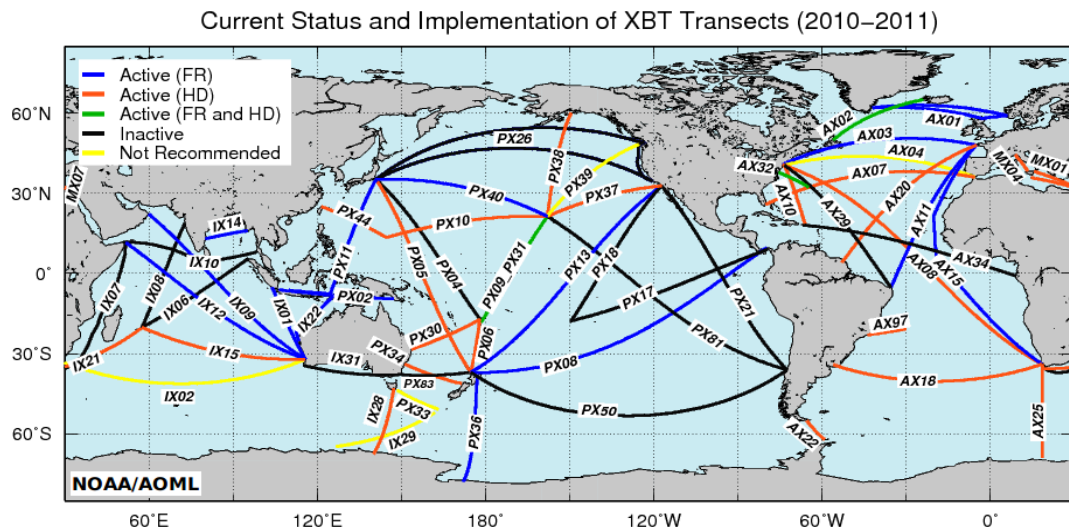 Current Status and Implementation of XBT Transects (2010−2011)
Active (FR)
Active (HD)
Active (FR and HD)
Inactive
Not Recommended
60°N
30°N
0°
30°S
60°S
60°E
120°E
180°
120°W
60°W
0°
MX07
IX14
IX10
IX07
IX08
IX06
IX12
IX09
IX01
IX22
IX21
IX15
IX02
IX31
IX28
IX29
PX26
PX38
PX39
PX37
PX40
PX44
PX10
PX11
PX05
PX04
PX31
PX09
PX13
PX18
PX02
PX17
PX21
PX30
PX34
PX06
PX83
PX33
PX08
PX81
PX50
PX36
AX01
AX02
AX03
AX04
AX32
AX07
AX10
AX20
AX29
AX11
AX08
AX15
AX34
AX97
AX18
AX22
AX25
MX04
MX01
NOAA/AOML